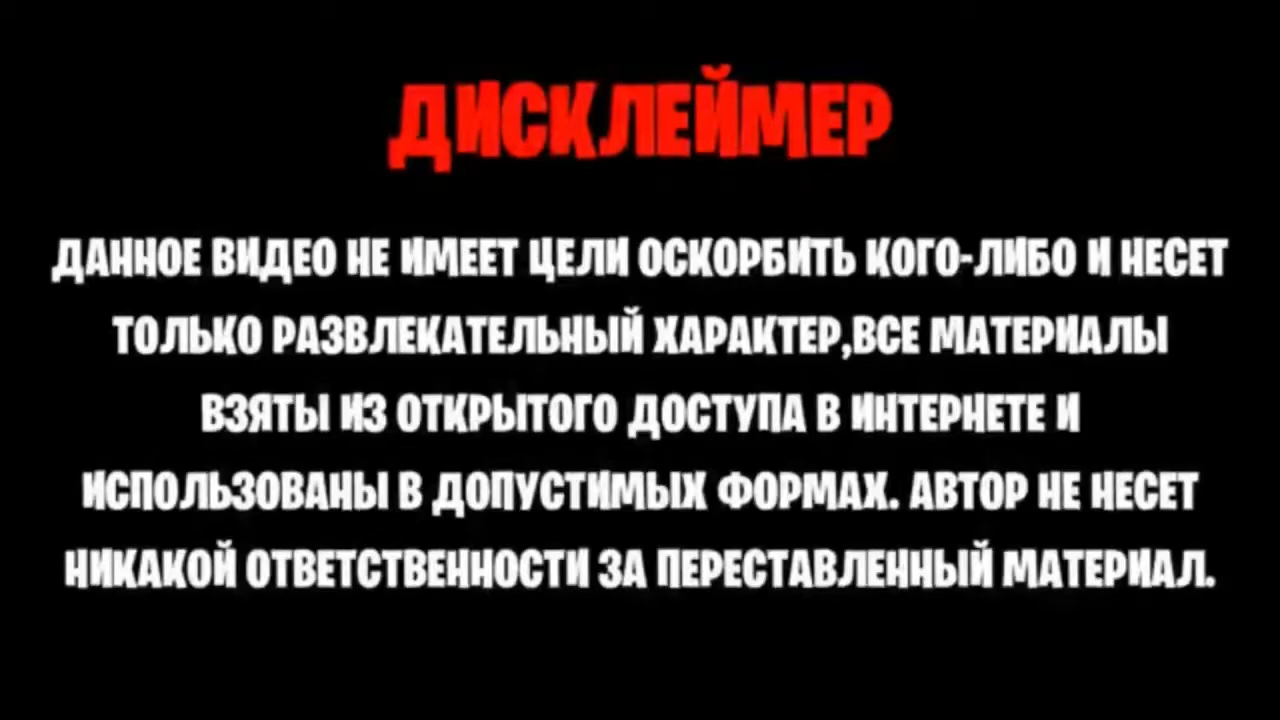 ДИСКЛЕЙМЕР
ДАННОЕ ВИДЕО НЕ ИМЕЕТ ЦЕЛИ ОСКОРБИТЬ КОГО-ЛИБО И НЕСЕТ
ТОЛЬКО РАЗВЛЕКАТЕЛЬНЫЙ ХАРАКТЕР,ВСЕ МАТЕРИАЛЫ
ВЗЯТЫ ИЗ ОТКРЫТОГО ДОСТУПА В ИНТЕРНЕТЕ И
ИСПОЛЬЗОВАНЫ В ДОПУСТИМЫХ ФОРМАХ. АВТОР НЕ НЕСЕТ
НИКАКОЙ ОТВЕТСТВЕННОСТИ ЗА ПЕРЕСТАВЛЕННЫЙ МАТЕРИАЛ.